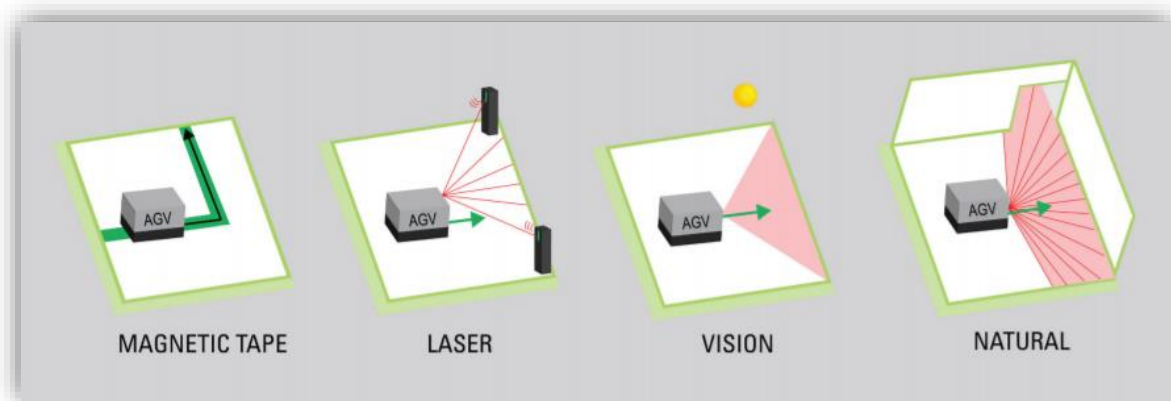 AGV
AGV
AGV
AGV
MAGNETIC TAPE
LASER
VISION
NATURAL